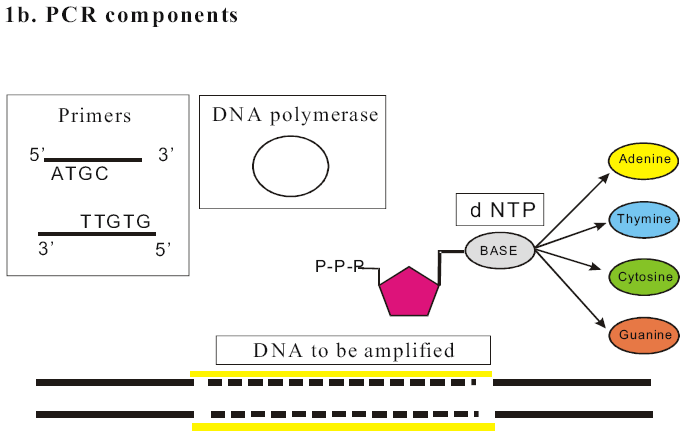 1b. PCR components
Primers
5’ 3’
ATGC
TTGTG
3’ 5’
DNA polymerase
d NTP
P-P-P
BASE
Adenine
Thymine
Cytosine
Guanine
DNA to be amplified